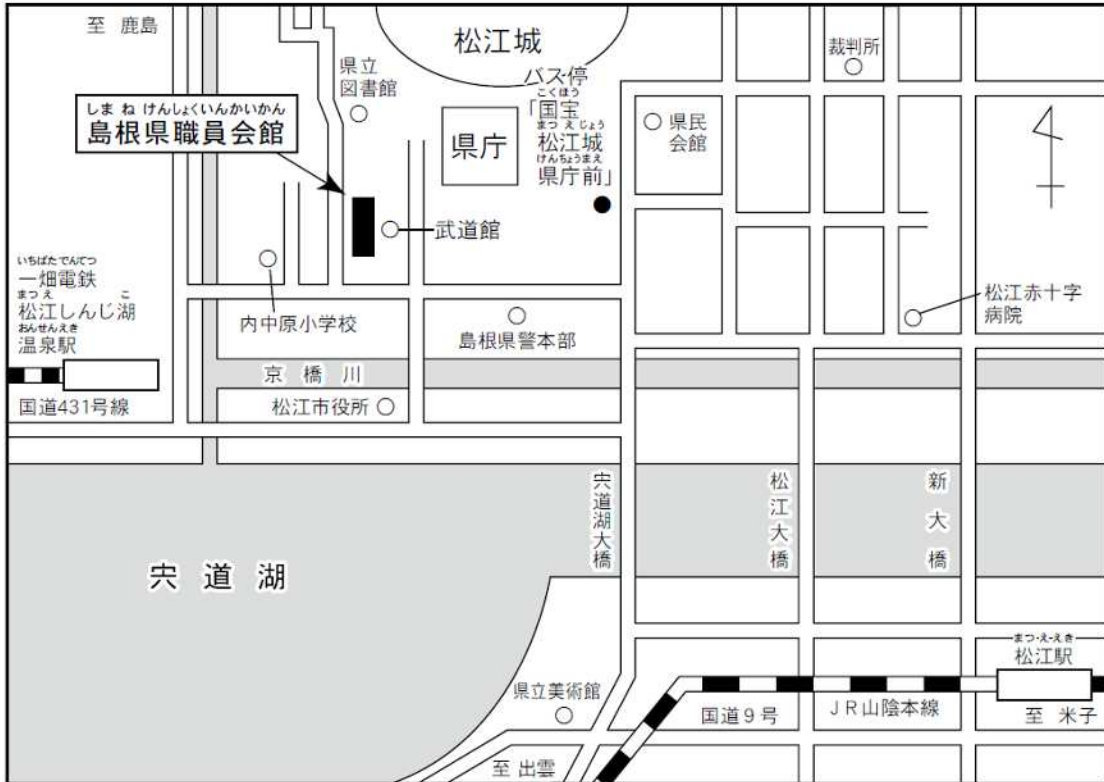 至 鹿島
松江城
裁判所
県立
図書館
バス停
こくほう
「国宝
まつえじょう
松江城
けんちょうまえ
県庁前」
しまねけんしょくいんかいかん
島根県職員会館
県庁
県民
会館
武道館
いちばたでんてつ
一畑電鉄
まつえ こ
松江しんじ湖
おんせんえき
温泉駅
内中原小学校
島根県警本部
松江赤十字
病院
京橋川
国道431号線
松江市役所
宍道湖大橋
松江大橋
新大橋
宍道湖
まつ・え・えき
松江駅
県立美術館
国道9号
JR山陰本線
至 米子
至 出雲